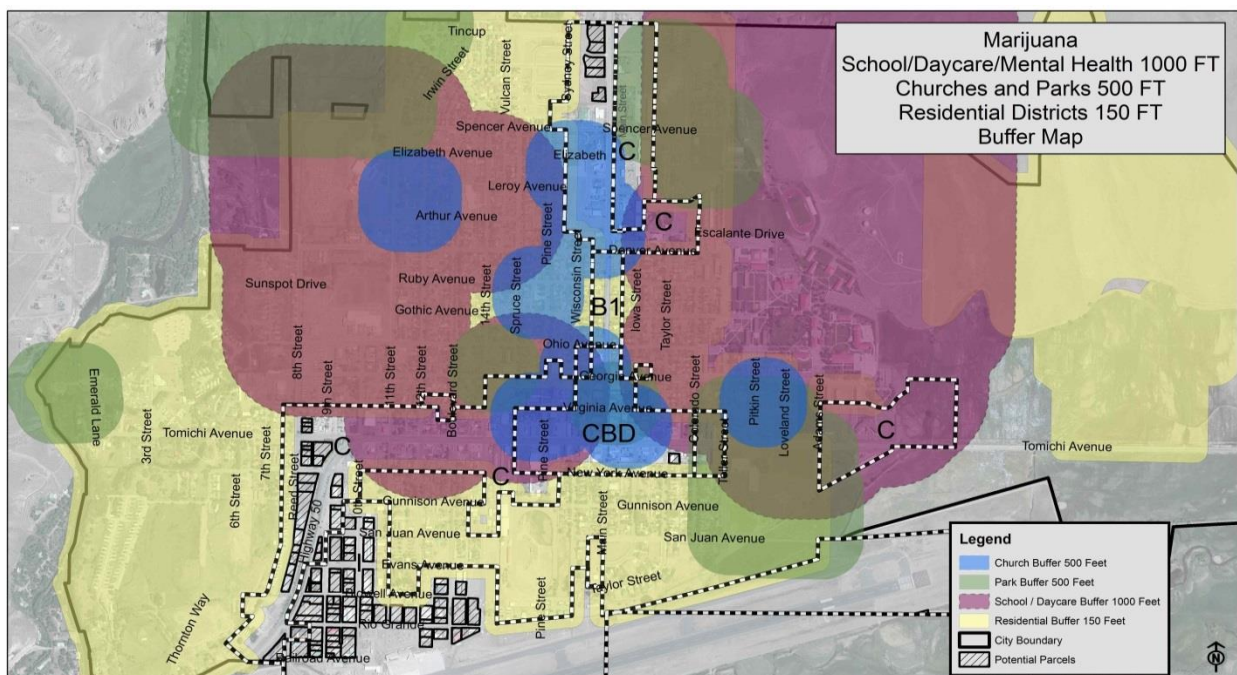 Marijuana
School/Daycare/Mental Health 1000 FT
Churches and Parks 500 FT
Residential Districts 150 FT
Buffer Map
Tincup
Irwin Street
Vulcan Street
Sydney Street
Main Street
Spencer Avenue
Spencer Avenue
Elizabeth Avenue
Elizabeth
C
Leroy Avenue
Arthur Avenue
Pine Street
C
Escalante Drive
Denver Avenue
Sunspot Drive
Ruby Avenue
Gothic Avenue
14th Street
Spruce Street
Wisconsin Street
B1
Iowa Street
Taylor Street
Ohio Avenue
8th Street
9th Street
11th Street
12th Street
Boulevard Street
Georgia Avenue
Emerald Lane
3rd Street
Tomichi Avenue
7th Street
6th Street
Virginia Avenue
CBD
Pine Street
Colorado Street
Teller Street
Pitkin Street
Loveland Street
Adams Street
C
Tomichi Avenue
C
C
New York Avenue
Reed Street
Highway 50
10th Street
Gunnison Avenue
Gunnison Avenue
San Juan Avenue
San Juan Avenue
Main Street
Evans Avenue
Bidwell Avenue
Taylor Street
Rio Grande
Pine Street
Thornton Way
Railroad Avenue
Legend
Church Buffer 500 Feet
Park Buffer 500 Feet
School / Daycare Buffer 1000 Feet
Residential Buffer 150 Feet
City Boundary
Potential Parcels
N